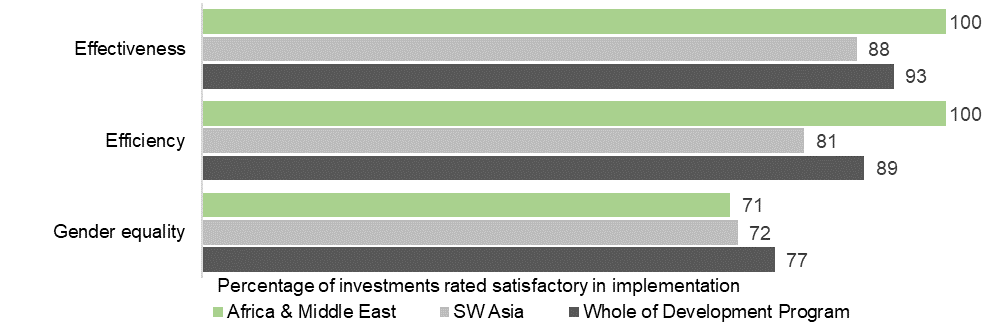 100
Effectiveness
88
93
100
Efficiency
81
89
71
Gender equality
72
77
Percentage of investments rated satisfactory in implementation
Africa & Middle East SW Asia Whole of Development Program